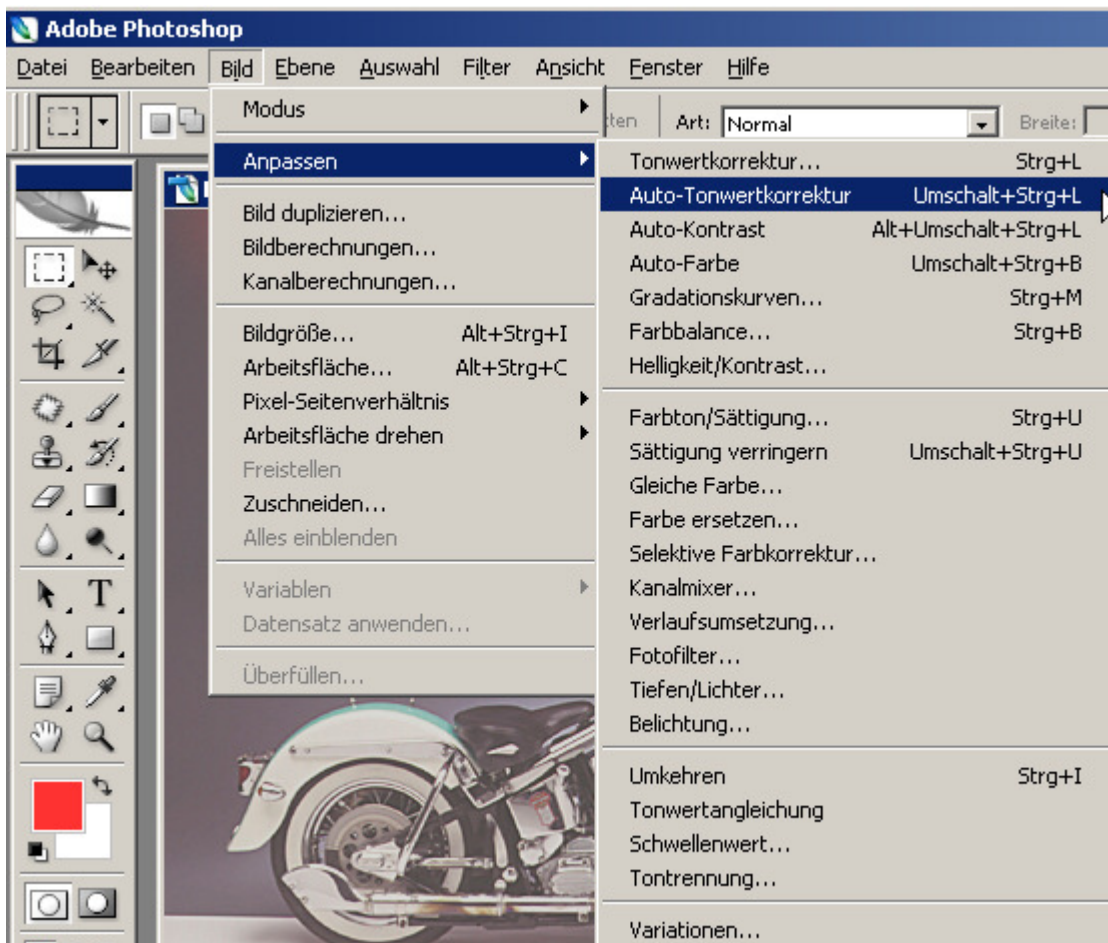 Adobe Photoshop
Datei Bearbeiten Bild Ebene Auswahl Filter Ansicht Fenster Hilfe
Art: Normal Breite:
Modus
Anpassen
Bild duplizieren...
Bildberechnungen...
Kanalberechnungen...
Bildgröße... Alt+Strg+I
Arbeitsfläche... Alt+Strg+C
Pixel-Seitenverhältnis
Arbeitsfläche drehen
Freistellen
Zuschneiden...
Alles einblenden
Variablen
Datensatz anwenden...
Überfüllen...
Tonwertkorrektur... Strg+L
Auto-Tonwertkorrektur Umschalt+Strg+L
Auto-Kontrast Alt+Umschalt+Strg+L
Auto-Farbe Umschalt+Strg+B
Gradationskurven... Strg+M
Farbbalance... Strg+B
Helligkeit/Kontrast...
Farbton/Sättigung... Strg+U
Sättigung verringern Umschalt+Strg+U
Gleiche Farbe...
Farbe ersetzen...
Selektive Farbkorrektur...
Kanalmixer...
Verlaufsumsetzung...
Fotofilter...
Tiefen/Lichter...
Belichtung...
Umkehren Strg+I
Tonwertangleichung
Schwellenwert...
Tontrennung...
Variationen...